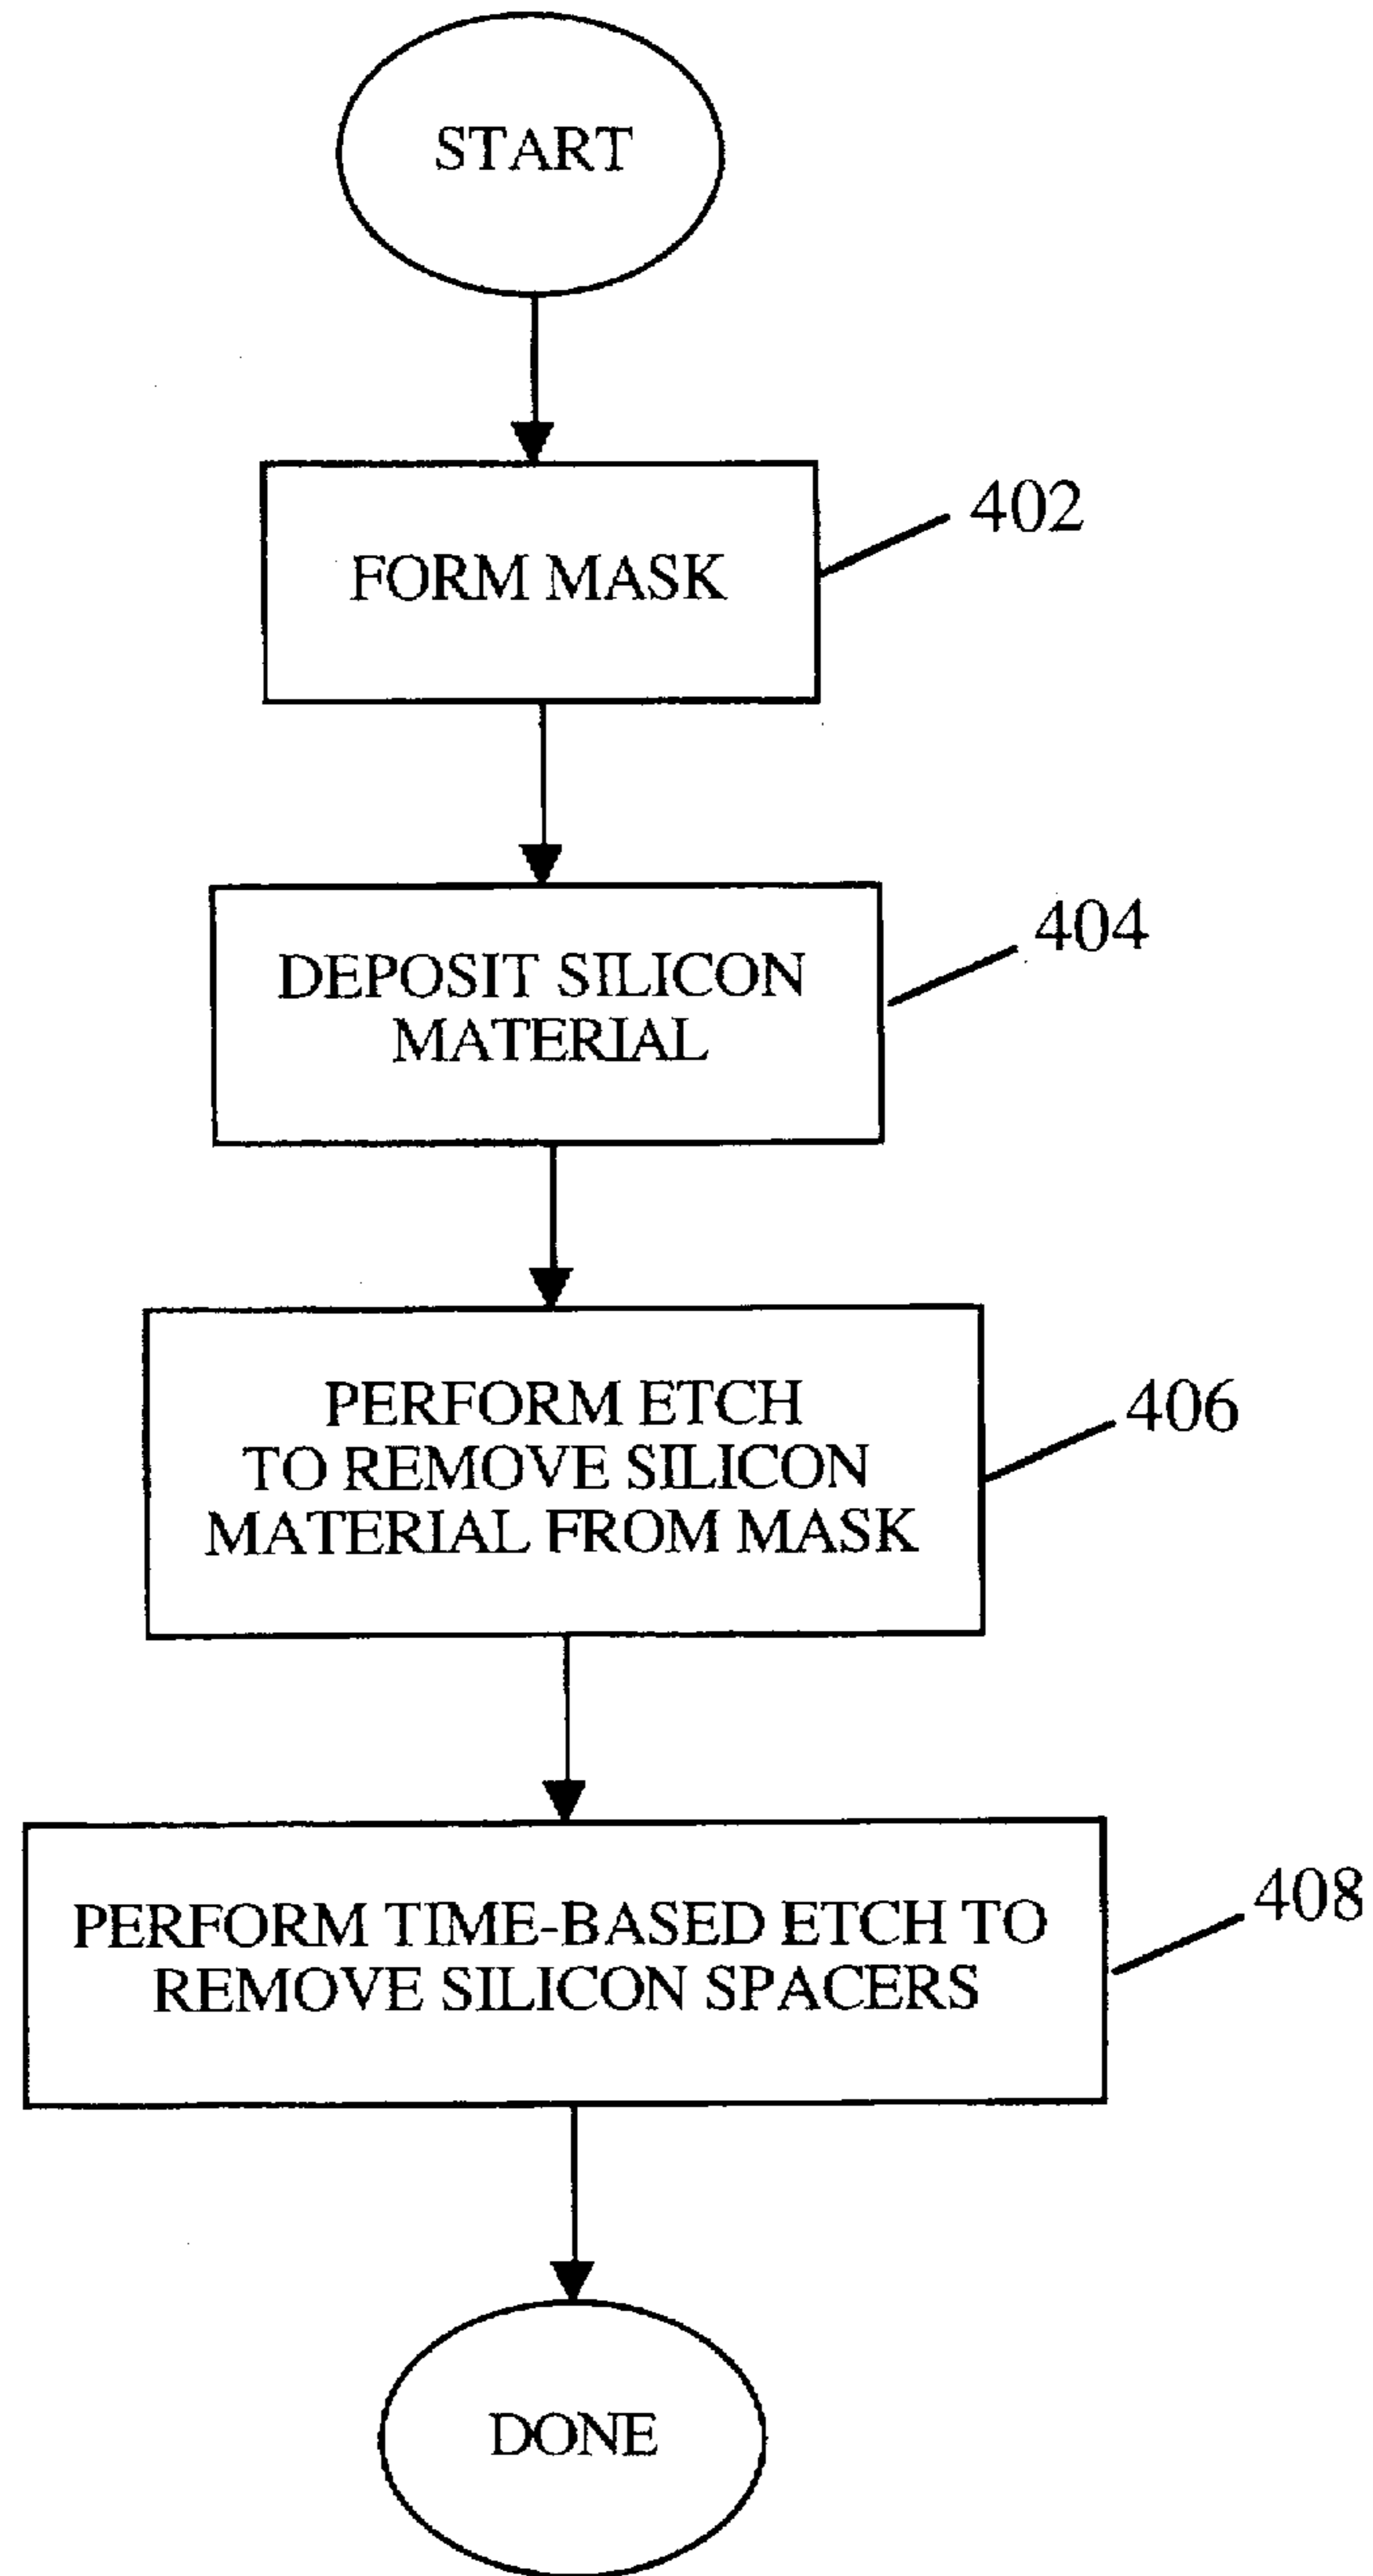 START
FORM MASK
402
DEPOSIT SILICON
MATERIAL
404
PERFORM ETCH
TO REMOVE SILICON
MATERIAL FROM MASK
406
PERFORM TIME-BASED ETCH TO
REMOVE SILICON SPACERS
408
DONE